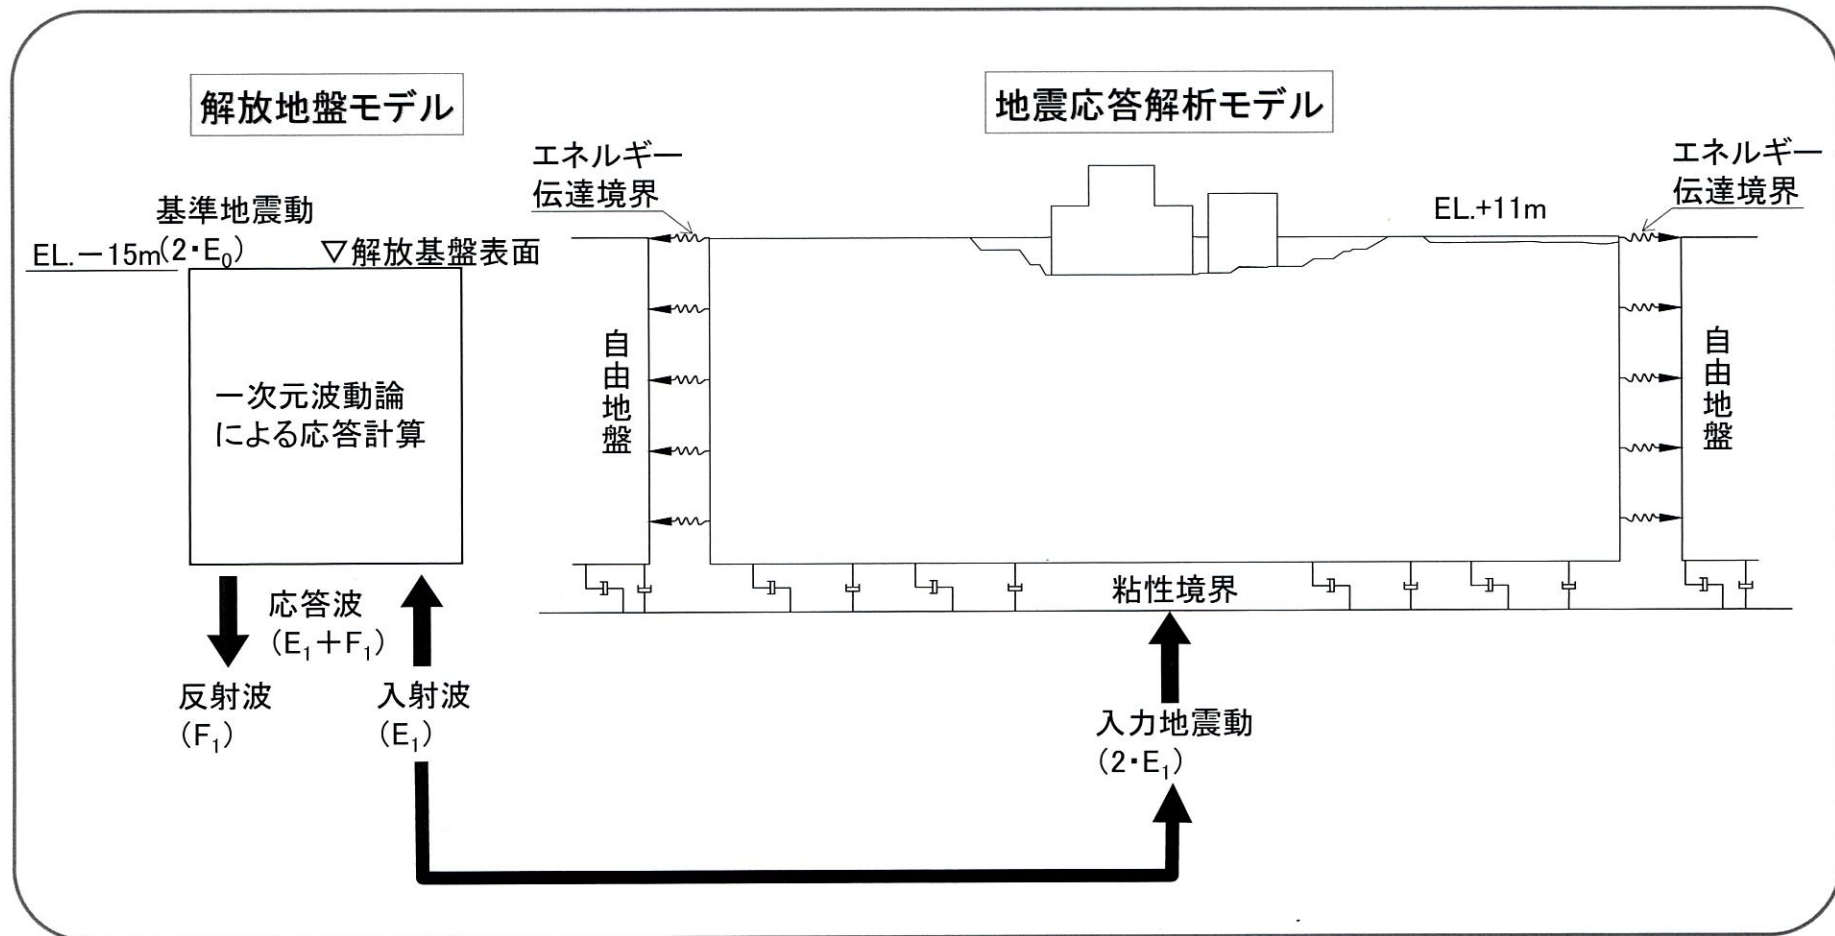 解放地盤モデル
基準地震動
(2・E₀)
EL.－15m
▽解放基盤表面
一次元波動論
による応答計算
応答波
(E₁＋F₁)
反射波
(F₁)
入射波
(E₁)
地震応答解析モデル
エネルギー
伝達境界
エネルギー
伝達境界
EL.+11m
自由地盤
自由地盤
粘性境界
入力地震動
(2・E₁)